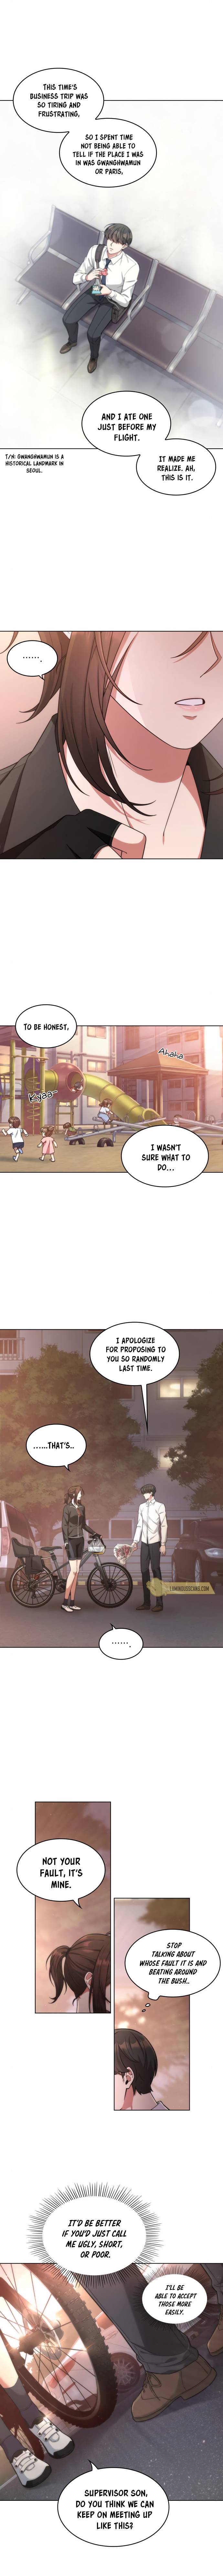 THIS TIME'S
BUSINESS TRIP WAS
SO TIRING AND
FRUSTRATING,
SO I SPENT TIME
NOT BEING ABLE TO
TELL IF THE PLACE I WAS
IN WAS GWANGHWAMUN
OR PARIS,
AND I ATE ONE
JUST BEFORE MY
FLIGHT.
IT MADE ME
REALIZE. AH,
THIS IS IT.
T/N: GWANGHWAMUN IS A
HISTORICAL LANDMARK IN
SEOUL.
.......
TO BE HONEST,
Ahaha
Kyaa~
I WASN'T
SURE WHAT TO
DO...
I APOLOGIZE
FOR PROPOSING TO
YOU SO RANDOMLY
LAST TIME.
......THAT'S..
LUMINOUSSCANS.COM
.......
NOT YOUR
FAULT, IT'S
MINE.
STOP
TALKING ABOUT
WHOSE FAULT IT IS AND
BEATING AROUND
THE BUSH..
IT'D BE BETTER
IF YOU'D JUST CALL
ME UGLY, SHORT,
OR POOR.
I'LL BE
ABLE TO ACCEPT
THOSE MORE
EASILY.
SUPERVISOR SON,
DO YOU THINK WE CAN
KEEP ON MEETING UP
LIKE THIS?